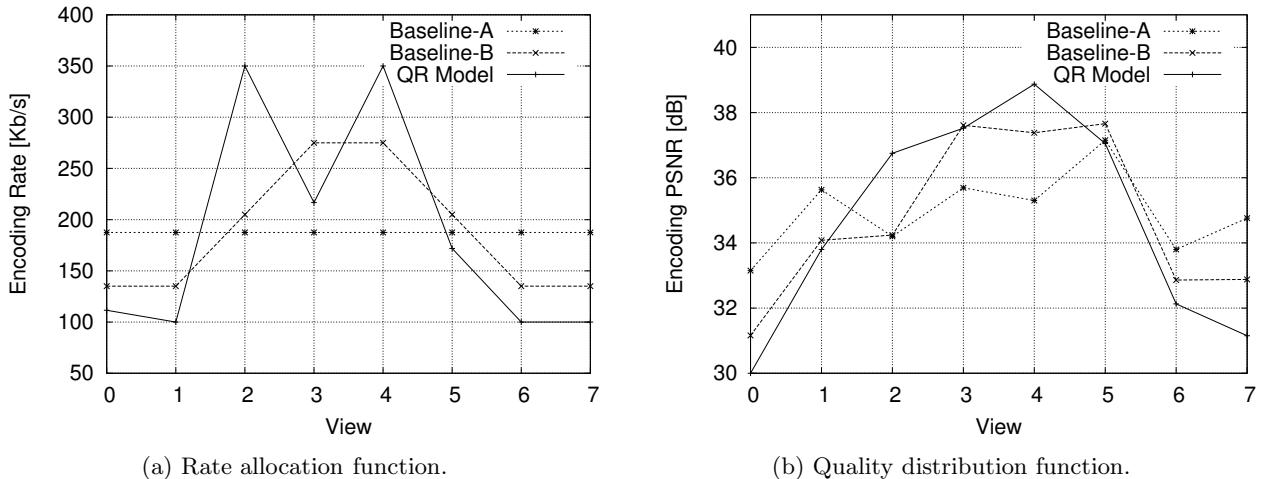 400
350
300
250
200
150
100
50
Encoding Rate [Kb/s]
Baseline-A
Baseline-B
QR Model
0 1 2 3 4 5 6 7
View
(a) Rate allocation function.
40
38
36
34
32
30
Encoding PSNR [dB]
Baseline-A
Baseline-B
QR Model
0 1 2 3 4 5 6 7
View
(b) Quality distribution function.